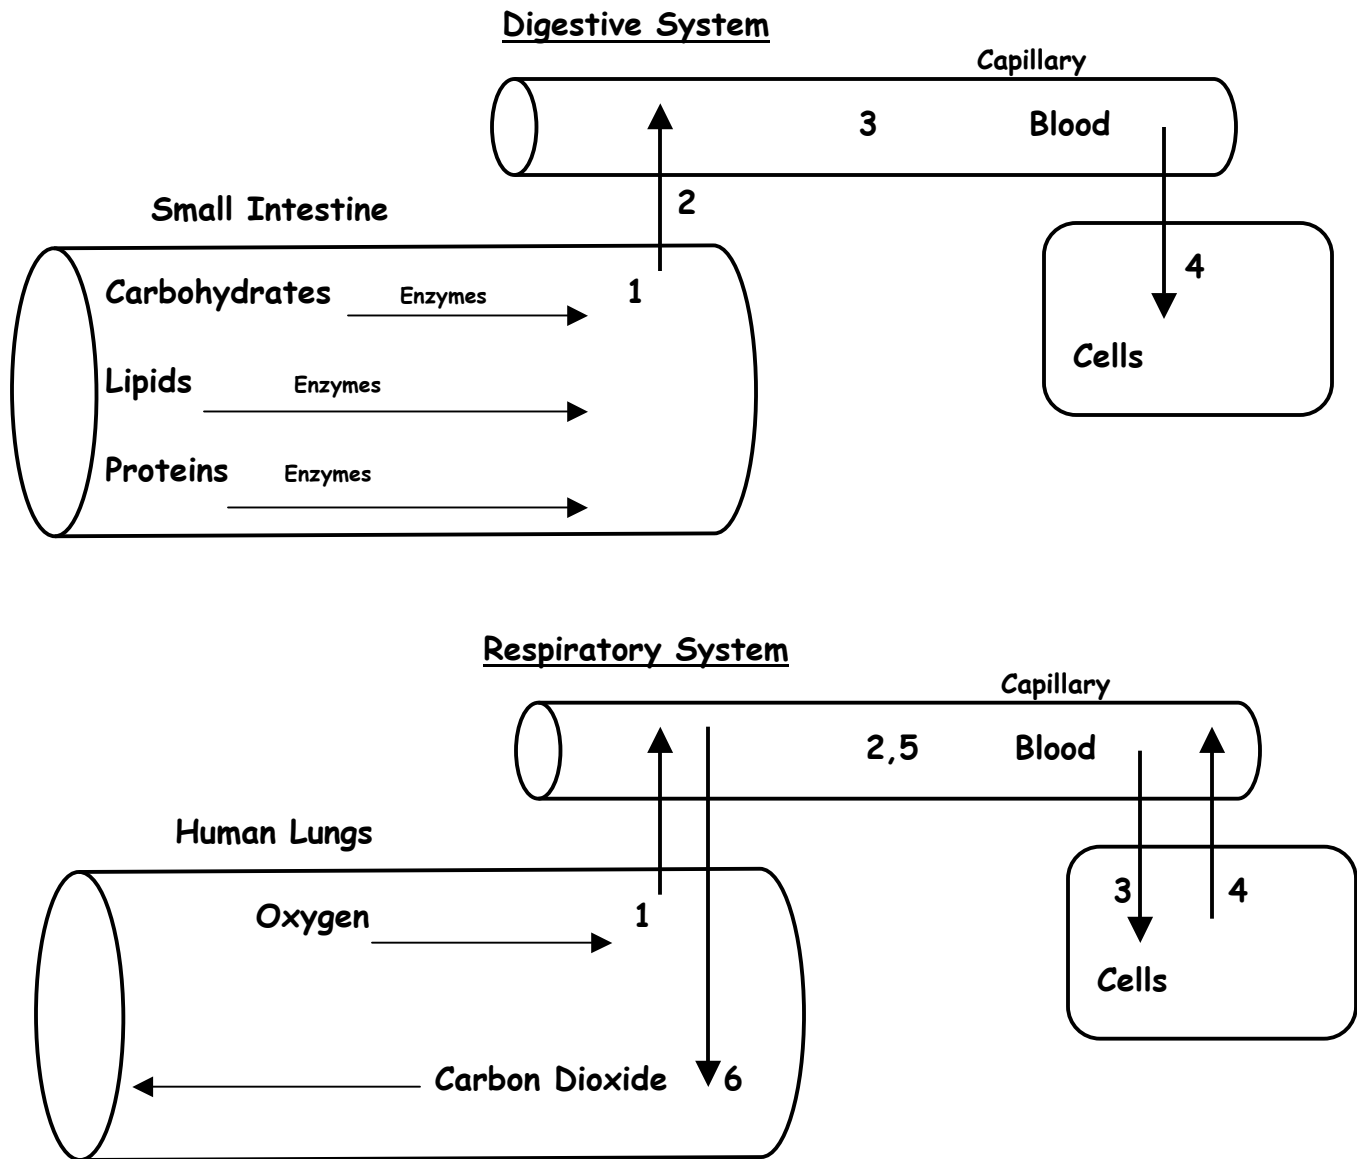 Digestive System
Capillary
3 Blood
2
Small Intestine
Carbohydrates Enzymes 1
4
Cells
Lipids Enzymes
Proteins Enzymes
Respiratory System
Capillary
2,5 Blood
Human Lungs
Oxygen 1
3 4
Cells
Carbon Dioxide 6